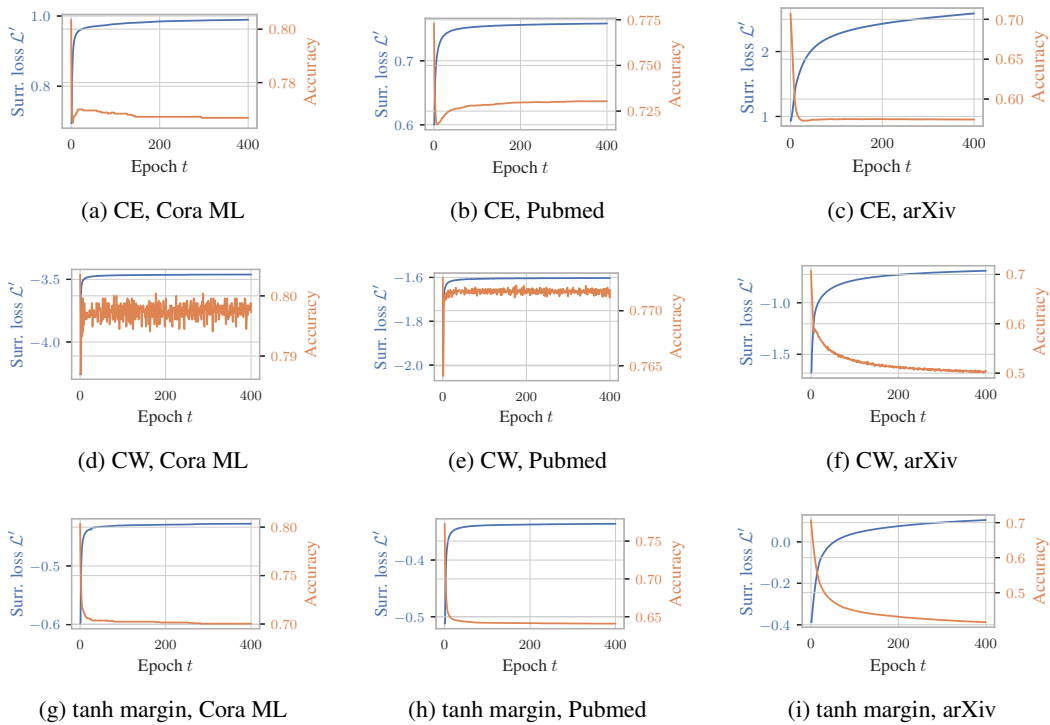 1.0
0.8
Surr. loss L′
0.80
0.78
Accuracy
0
200
400
Epoch t
(a) CE, Cora ML
0.7
0.6
Surr. loss L′
0.775
0.750
0.725
Accuracy
0
200
400
Epoch t
(b) CE, Pubmed
2
1
Surr. loss L′
0.70
0.65
0.60
Accuracy
0
200
400
Epoch t
(c) CE, arXiv
−3.5
−4.0
Surr. loss L′
0.80
0.79
Accuracy
0
200
400
Epoch t
(d) CW, Cora ML
−1.6
−1.8
−2.0
Surr. loss L′
0.770
0.765
Accuracy
0
200
400
Epoch t
(e) CW, Pubmed
−1.0
−1.5
Surr. loss L′
0.7
0.6
0.5
Accuracy
0
200
400
Epoch t
(f) CW, arXiv
−0.5
−0.6
Surr. loss L′
0.80
0.75
0.70
Accuracy
0
200
400
Epoch t
(g) tanh margin, Cora ML
−0.4
−0.5
Surr. loss L′
0.75
0.70
0.65
Accuracy
0
200
400
Epoch t
(h) tanh margin, Pubmed
0.0
−0.2
−0.4
Surr. loss L′
0.7
0.6
0.5
Accuracy
0
200
400
Epoch t
(i) tanh margin, arXiv